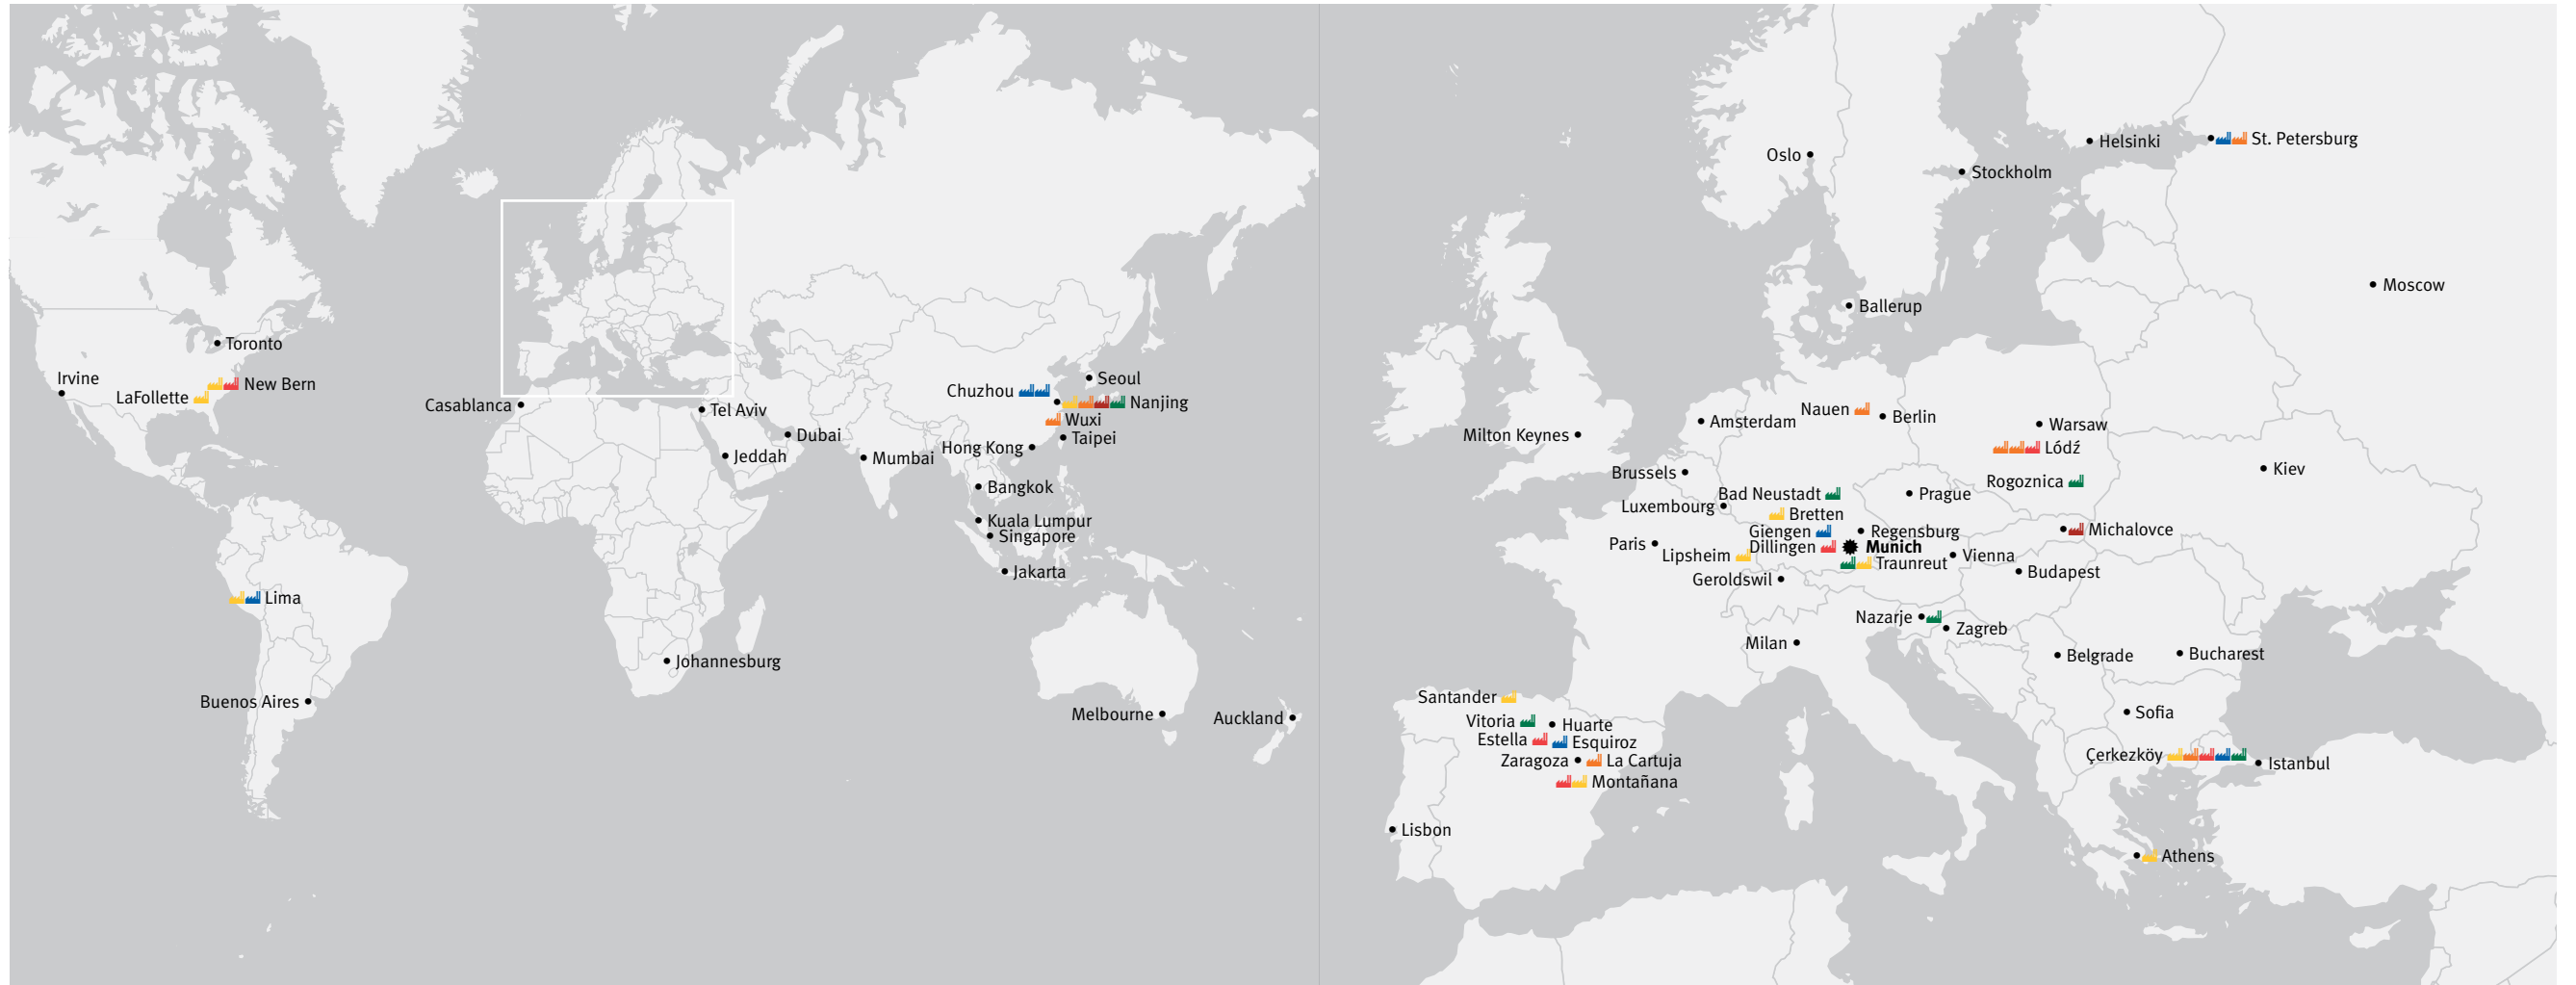 Toronto
Irvine
New Bern
LaFollette
Lima
Buenos Aires
Casablanca
Tel Aviv
Dubai
Jeddah
Mumbai
Johannesburg
Seoul
Chuzhou
Nanjing
Wuxi
Taipei
Hong Kong
Bangkok
Kuala Lumpur
Singapore
Jakarta
Melbourne
Auckland
Helsinki
St. Petersburg
Oslo
Stockholm
Moscow
Ballerup
Nauen
Berlin
Amsterdam
Warsaw
Milton Keynes
Lódź
Kiev
Brussels
Rogoznica
Bad Neustadt
Prague
Luxembourg
Bretten
Giengen
Regensburg
Michalovce
Paris
Dillingen
Munich
Lipsheim
Vienna
Traunreut
Budapest
Geroldswil
Nazarje
Zagreb
Milan
Belgrade
Bucharest
Santander
Sofia
Vitoria
Huarte
Estella
Esquiroz
Zaragoza
La Cartuja
Çerkezköy
Istanbul
Montañana
Lisbon
Athens